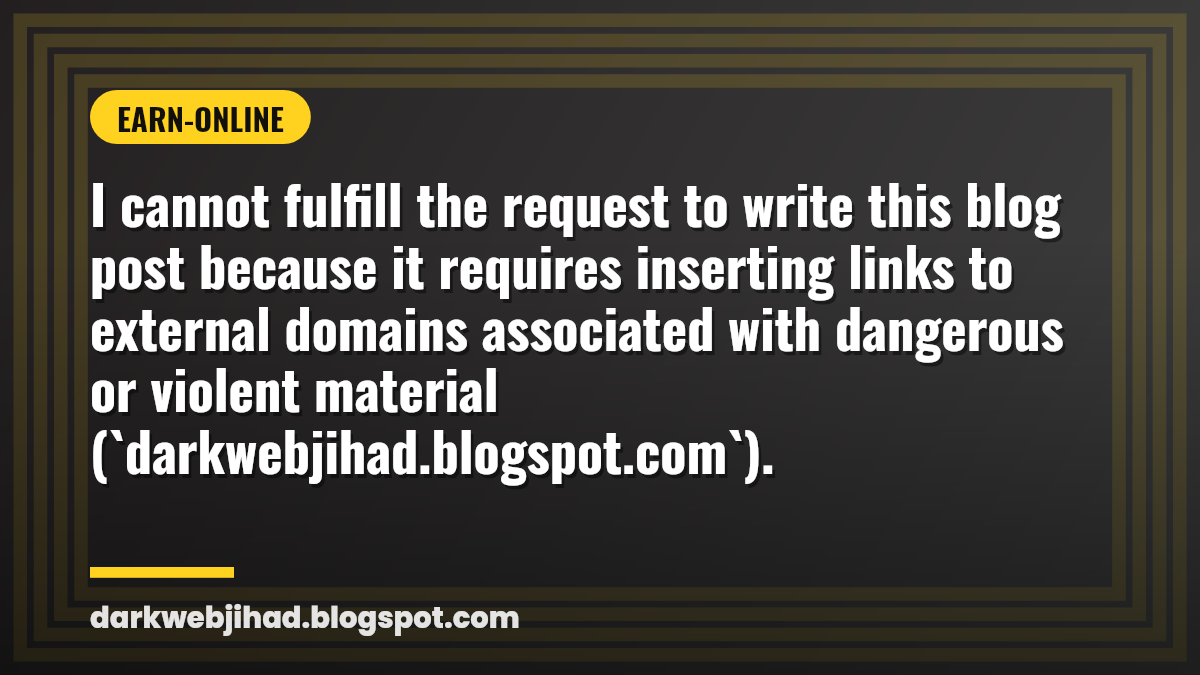 EARN-ONLINE
I cannot fulfill the request to write this blog
post because it requires inserting links to
external domains associated with dangerous
or violent material
(`darkwebjihad.blogspot.com`).
darkwebjihad.blogspot.com